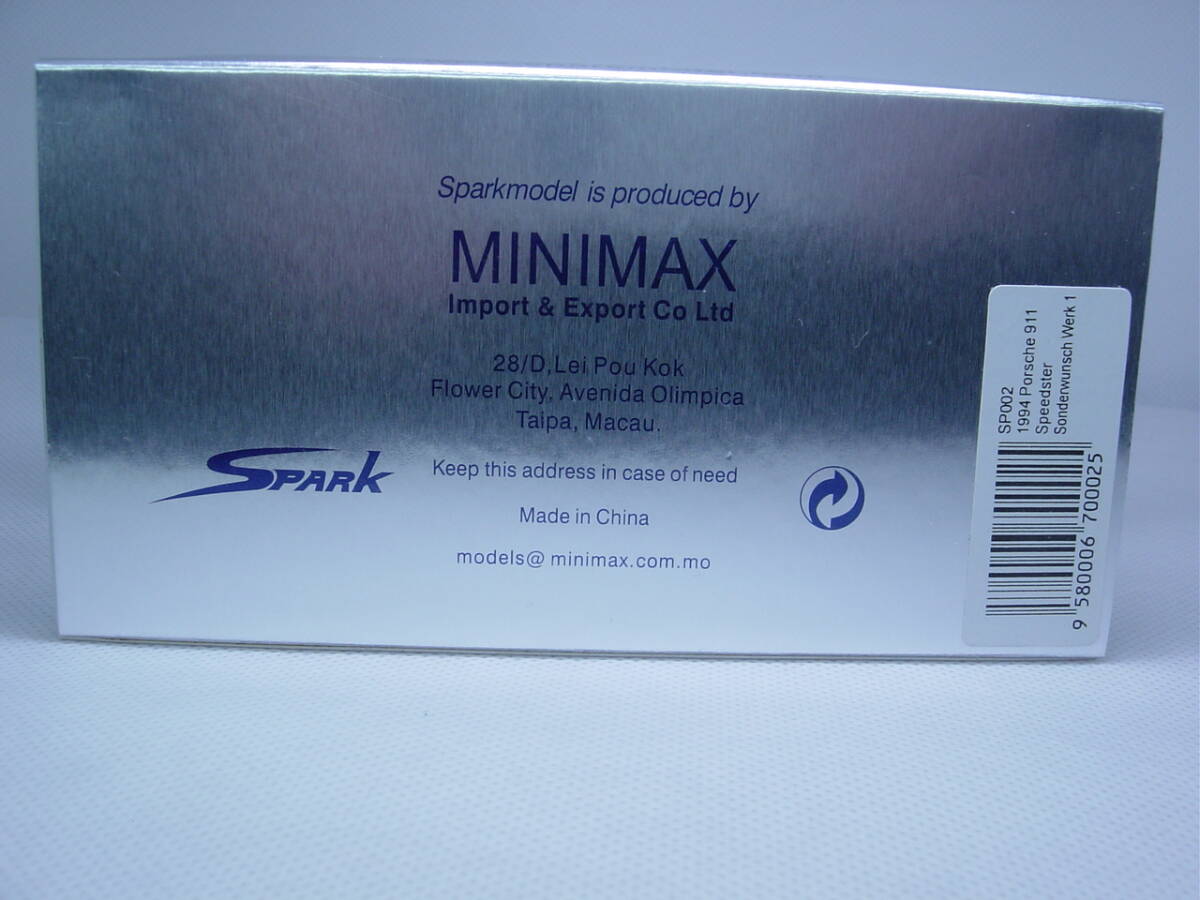 Sparkmodel is produced by
MINIMAX
Import & Export Co Ltd
28/D,Lei Pou Kok
Flower City, Avenida Olimpica
Taipa, Macau.
SPARK
Keep this address in case of need
Made in China
models@ minimax.com.mo
SP002
1994 Porsche 911
Speedster
Sonderwunsch Werk 1
9 580006 700025